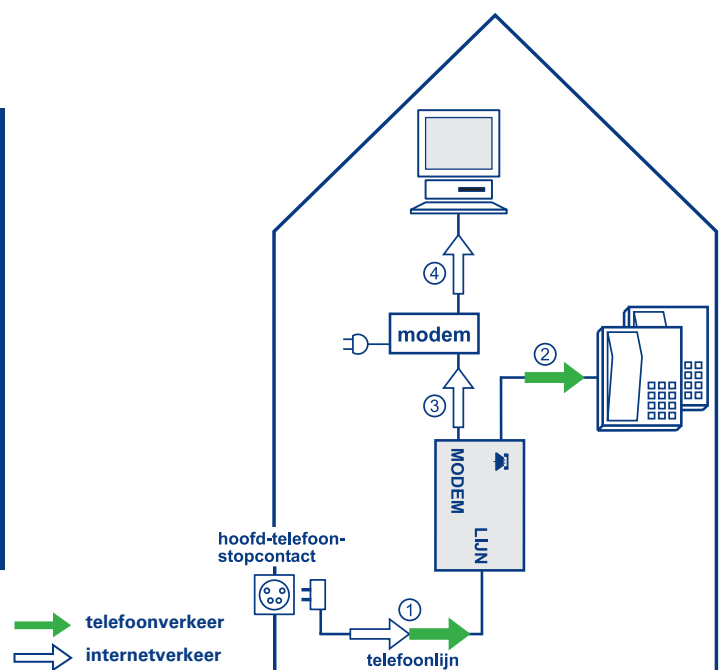 ④
modem
②
③
MODEM
LIJN
hoofd-telefoon-
stopcontact
①
telefoonverkeer
internetverkeer
telefoonlijn